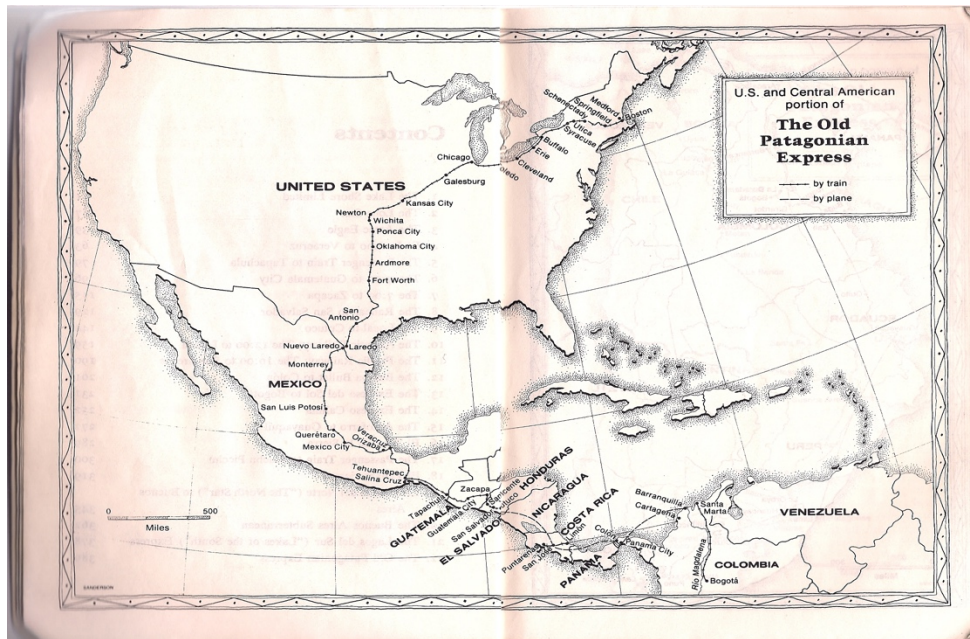 U.S. and Central American
portion of
The Old
Patagonian
Express
by train
by plane
Medford
Boston
Springfield
Schenectady
Utica
Syracuse
Buffalo
Erie
Cleveland
Chicago
Galesburg
UNITED STATES
Kansas City
Newton
Wichita
Ponca City
Oklahoma City
Ardmore
Fort Worth
San
Antonio
Nuevo Laredo
Laredo
Monterrey
MEXICO
San Luis Potosí
Querétaro
Mexico City
Veracruz
Orizaba
Tehuantepec
Salina Cruz
Tapachula
Zacapa
GUATEMALA
Guatemala City
San Salvador
EL SALVADOR
HONDURAS
NICARAGUA
COSTA RICA
Puntarenas
Limón
Colón
Panama City
PANAMA
Barranquilla
Cartagena
Santa
Marta
Río Magdalena
Bogotá
COLOMBIA
VENEZUELA
0 500
Miles
SANDERSON